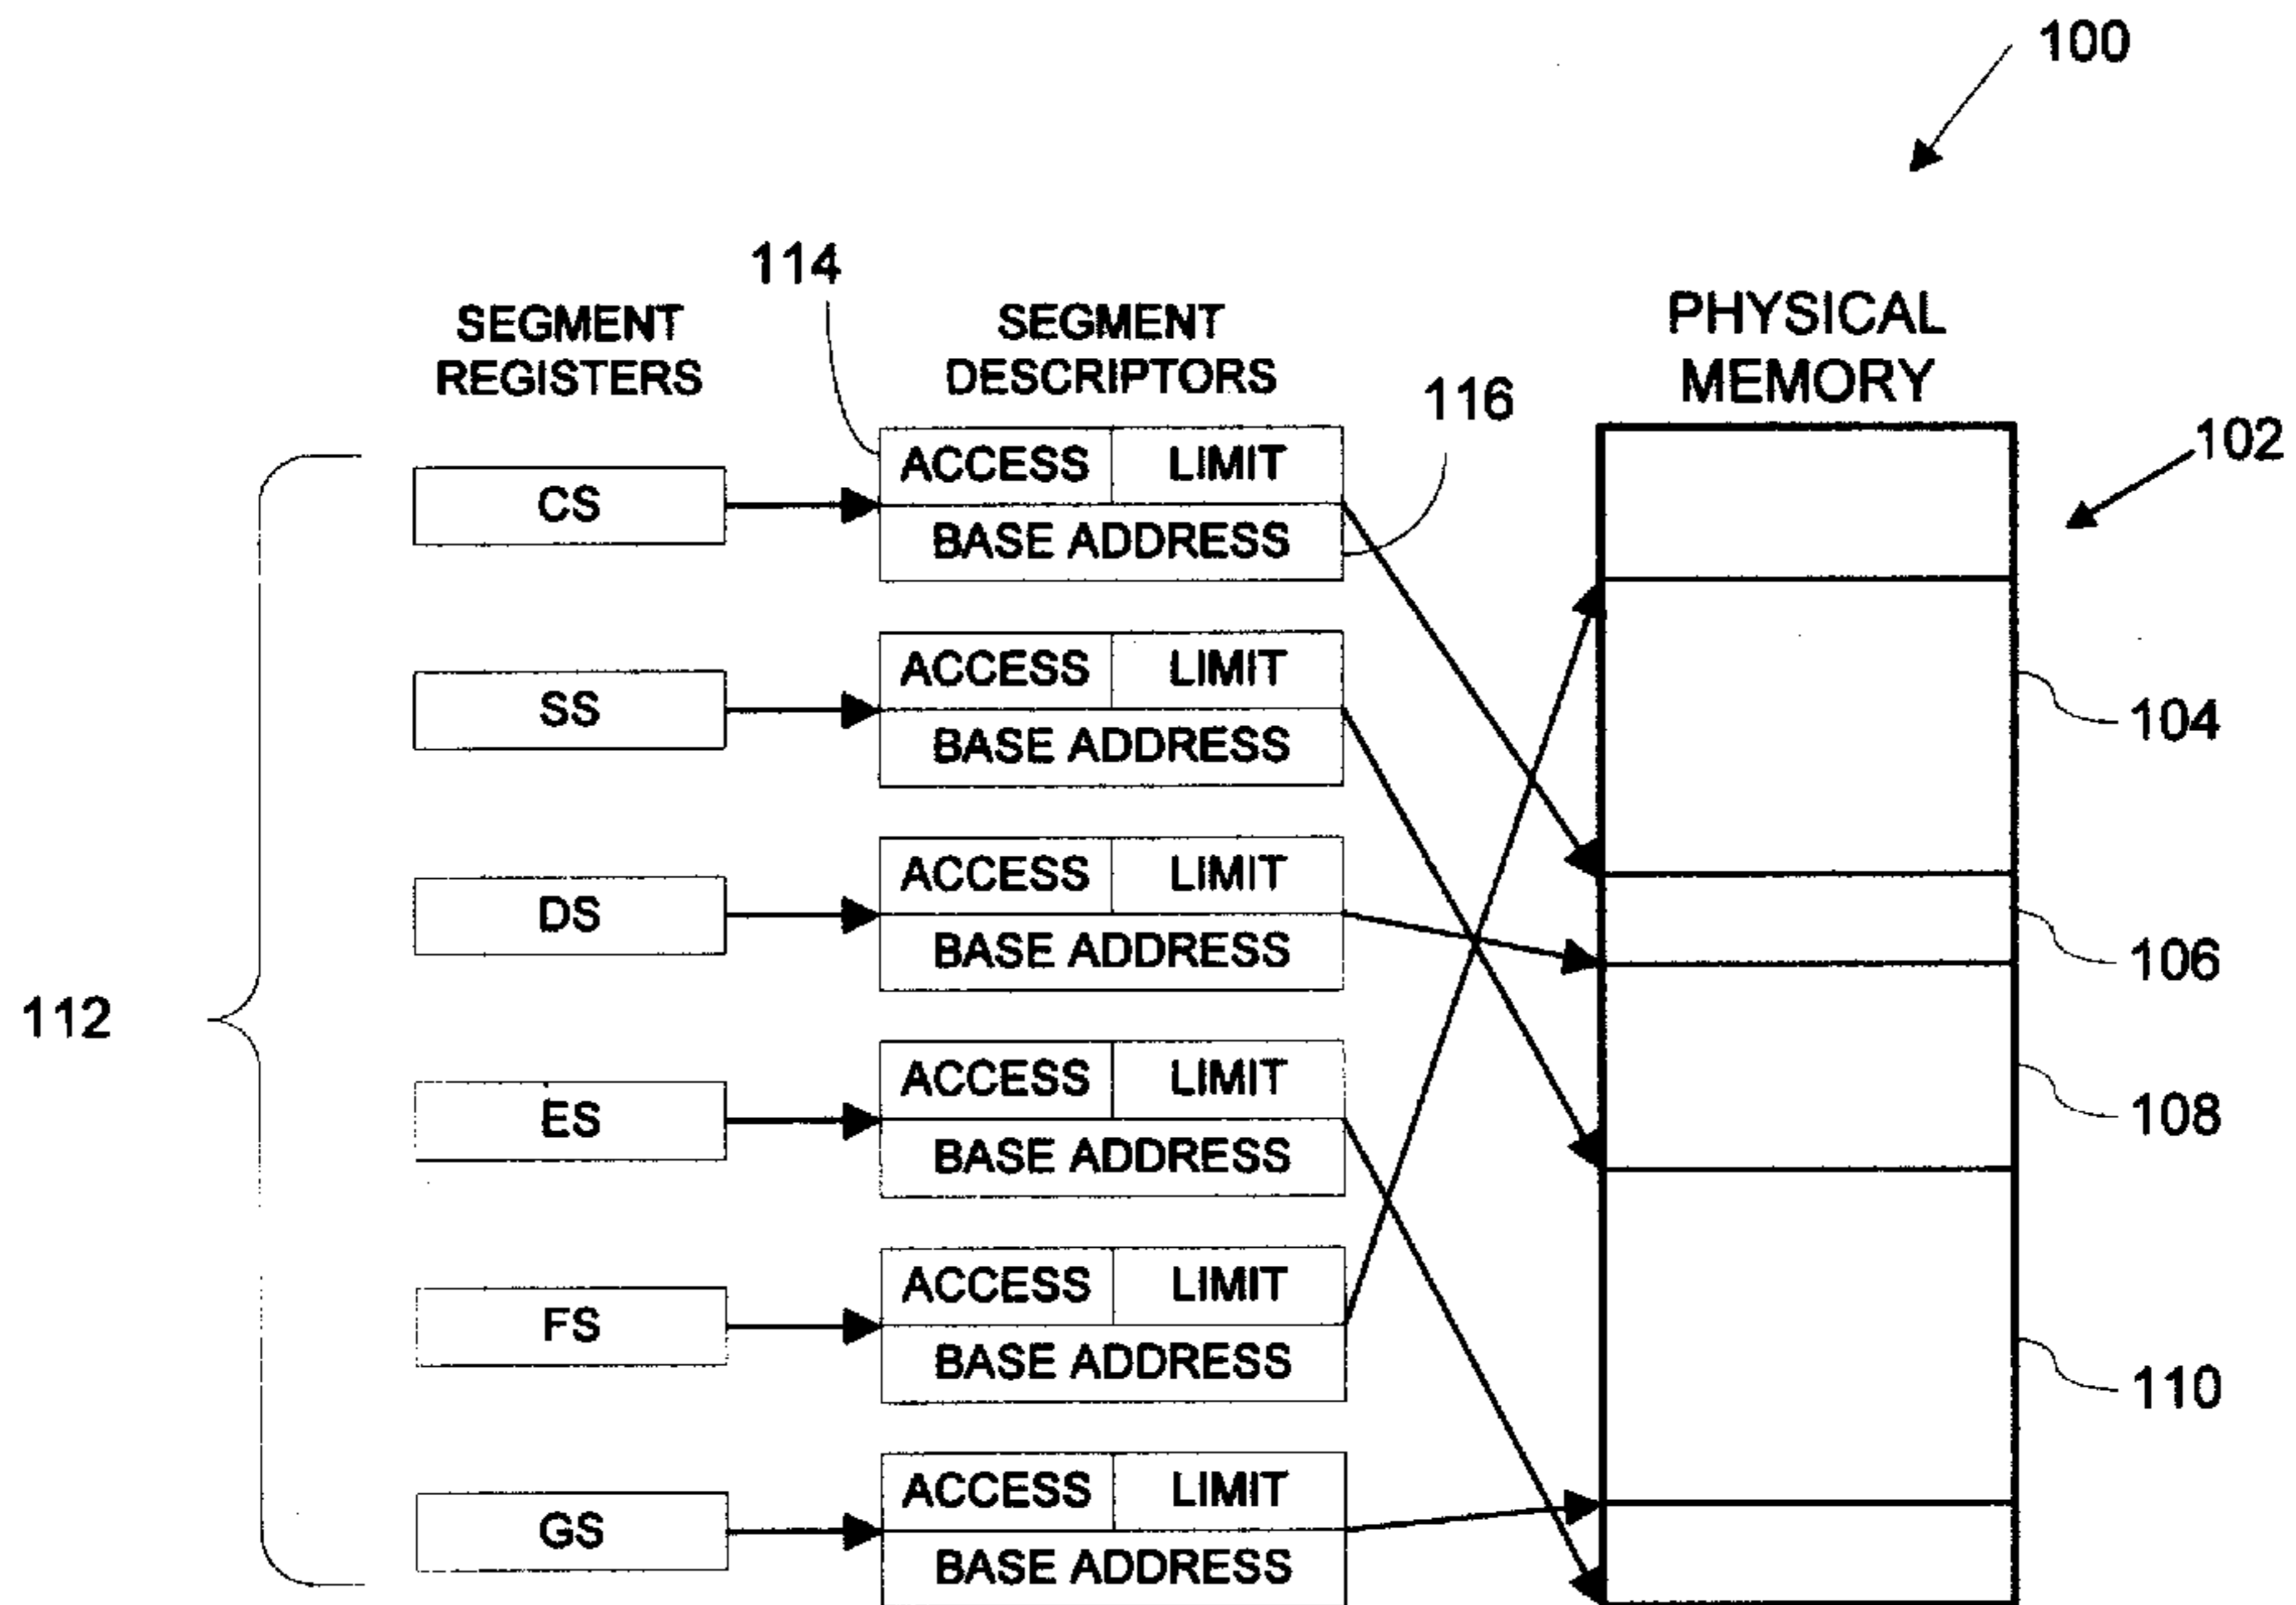 100
114
SEGMENT REGISTERS
SEGMENT DESCRIPTORS
PHYSICAL MEMORY
116
102
CS
ACCESS LIMIT
BASE ADDRESS
SS
ACCESS LIMIT
BASE ADDRESS
104
DS
ACCESS LIMIT
BASE ADDRESS
106
112
ES
ACCESS LIMIT
BASE ADDRESS
108
FS
ACCESS LIMIT
BASE ADDRESS
110
GS
ACCESS LIMIT
BASE ADDRESS